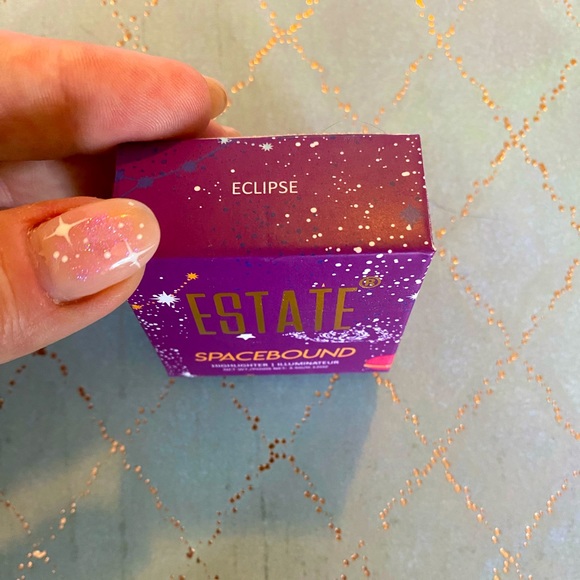 ECLIPSE
ESTATE®
SPACEBOUND
HIGHLIGHTER | ILLUMINATEUR